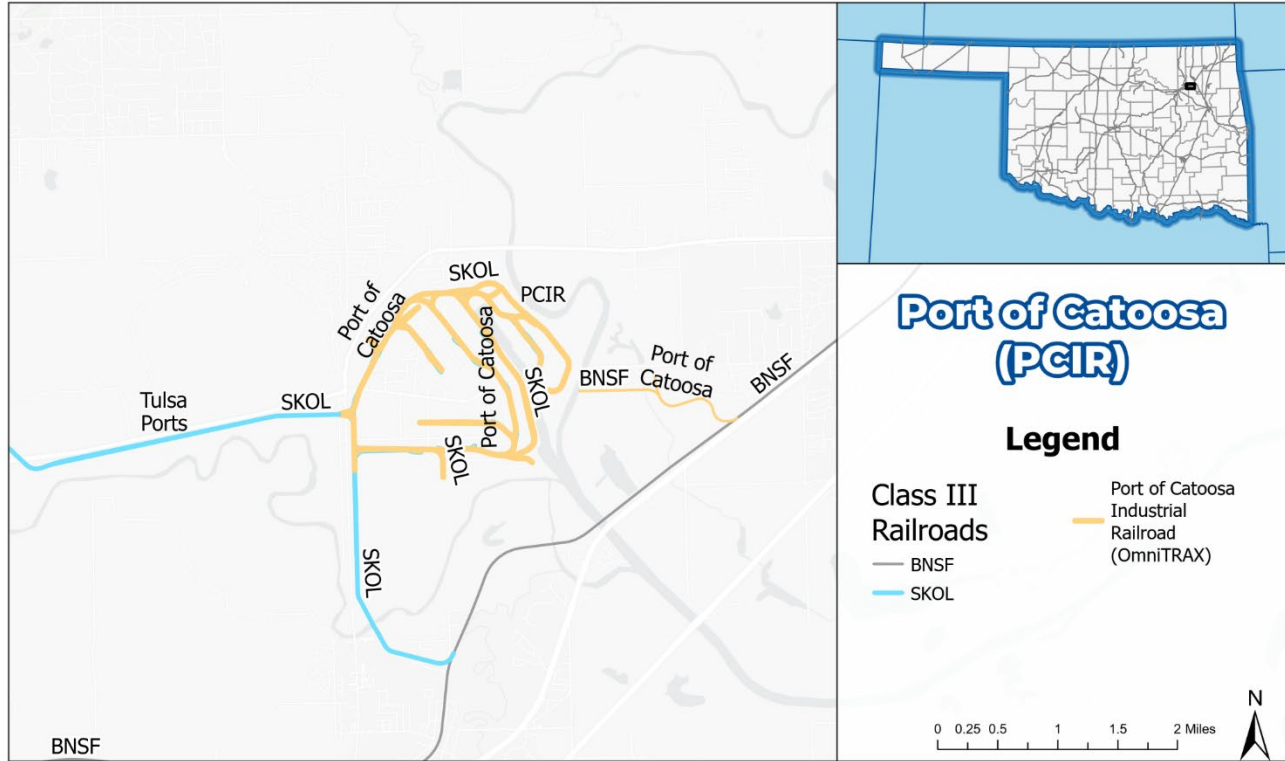 SKOL
PCIR
Port of
Catoosa
Port of Catoosa
SKOL
Port of
Catoosa
BNSF
BNSF
Tulsa
Ports
SKOL
SKOL
SKOL
BNSF
Port of Catoosa
(PCIR)
Legend
Class III
Railroads
BNSF
SKOL
Port of Catoosa
Industrial
Railroad
(OmniTRAX)
N
0 0.25 0.5 1 1.5 2 Miles